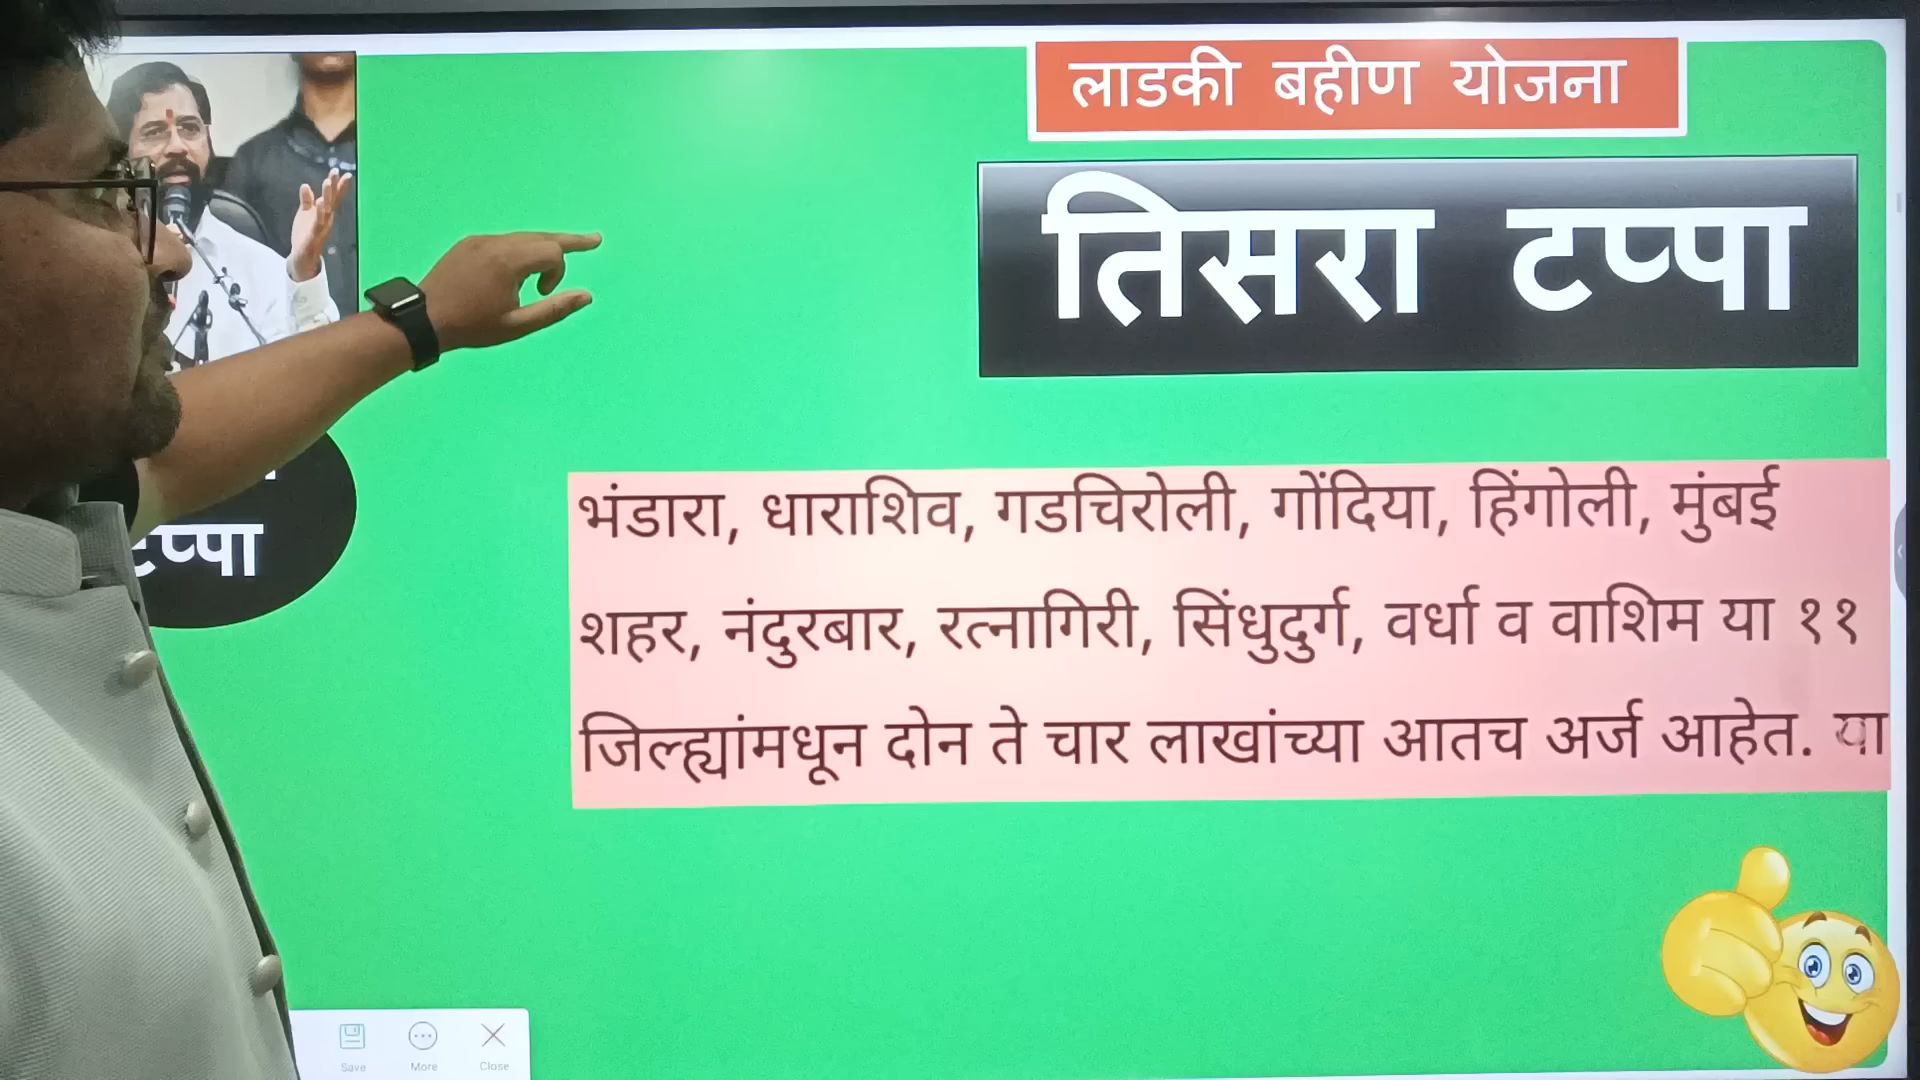 लाडकी बहीण योजना
तिसरा टप्पा
टप्पा
भंडारा, धाराशिव, गडचिरोली, गोंदिया, हिंगोली, मुंबई
शहर, नंदुरबार, रत्नागिरी, सिंधुदुर्ग, वर्धा व वाशिम या ११
जिल्ह्यांमधून दोन ते चार लाखांच्या आतच अर्ज आहेत. या
Save
More
Close